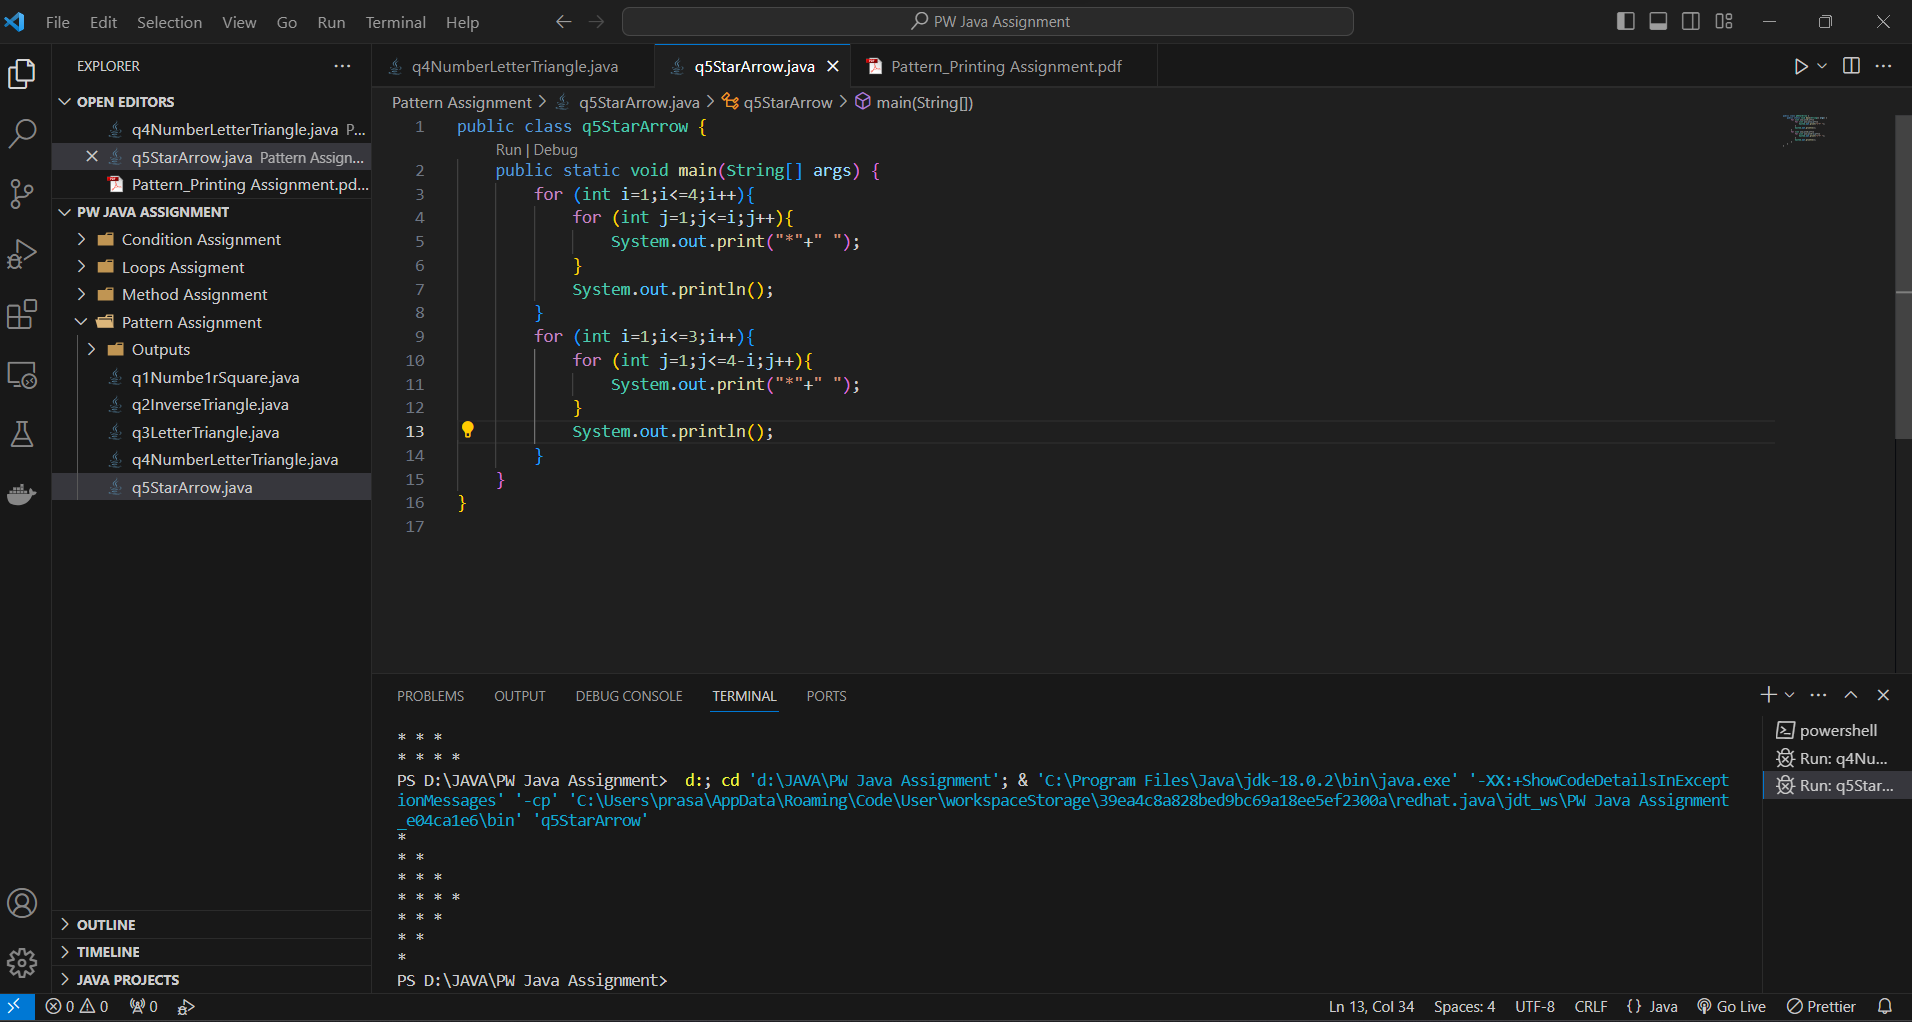 File Edit Selection View Go Run Terminal Help
PW Java Assignment
EXPLORER
OPEN EDITORS
q4NumberLetterTriangle.java P...
q5StarArrow.java Pattern Assign...
Pattern_Printing Assignment.pd...
PW JAVA ASSIGNMENT
Condition Assignment
Loops Assigment
Method Assignment
Pattern Assignment
Outputs
q1Numbe1rSquare.java
q2InverseTriangle.java
q3LetterTriangle.java
q4NumberLetterTriangle.java
q5StarArrow.java
OUTLINE
TIMELINE
JAVA PROJECTS
q4NumberLetterTriangle.java
q5StarArrow.java
Pattern_Printing Assignment.pdf
Pattern Assignment > q5StarArrow.java > q5StarArrow > main(String[])
1 public class q5StarArrow {
Run | Debug
2 public static void main(String[] args) {
3 for (int i=1;i<=4;i++){
4 for (int j=1;j<=i;j++){
5 System.out.print("*"+" ");
6 }
7 System.out.println();
8 }
9 for (int i=1;i<=3;i++){
10 for (int j=1;j<=4-i;j++){
11 System.out.print("*"+" ");
12 }
13 System.out.println();
14 }
15 }
16 }
17
PROBLEMS OUTPUT DEBUG CONSOLE TERMINAL PORTS
* * *
* * * *
PS D:\JAVA\PW Java Assignment>  d:; cd 'd:\JAVA\PW Java Assignment'; & 'C:\Program Files\Java\jdk-18.0.2\bin\java.exe' '-XX:+ShowCodeDetailsInExcept
ionMessages' '-cp' 'C:\Users\prasa\AppData\Roaming\Code\User\workspaceStorage\39ea4c8a828bed9bc69a18ee5ef2300a\redhat.java\jdt_ws\PW Java Assignment
_e04ca1e6\bin' 'q5StarArrow'
*
* *
* * *
* * * *
* * *
* *
*
PS D:\JAVA\PW Java Assignment>
powershell
Run: q4Nu...
Run: q5Star...
0 0 0
Ln 13, Col 34 Spaces: 4 UTF-8 CRLF {} Java Go Live Prettier